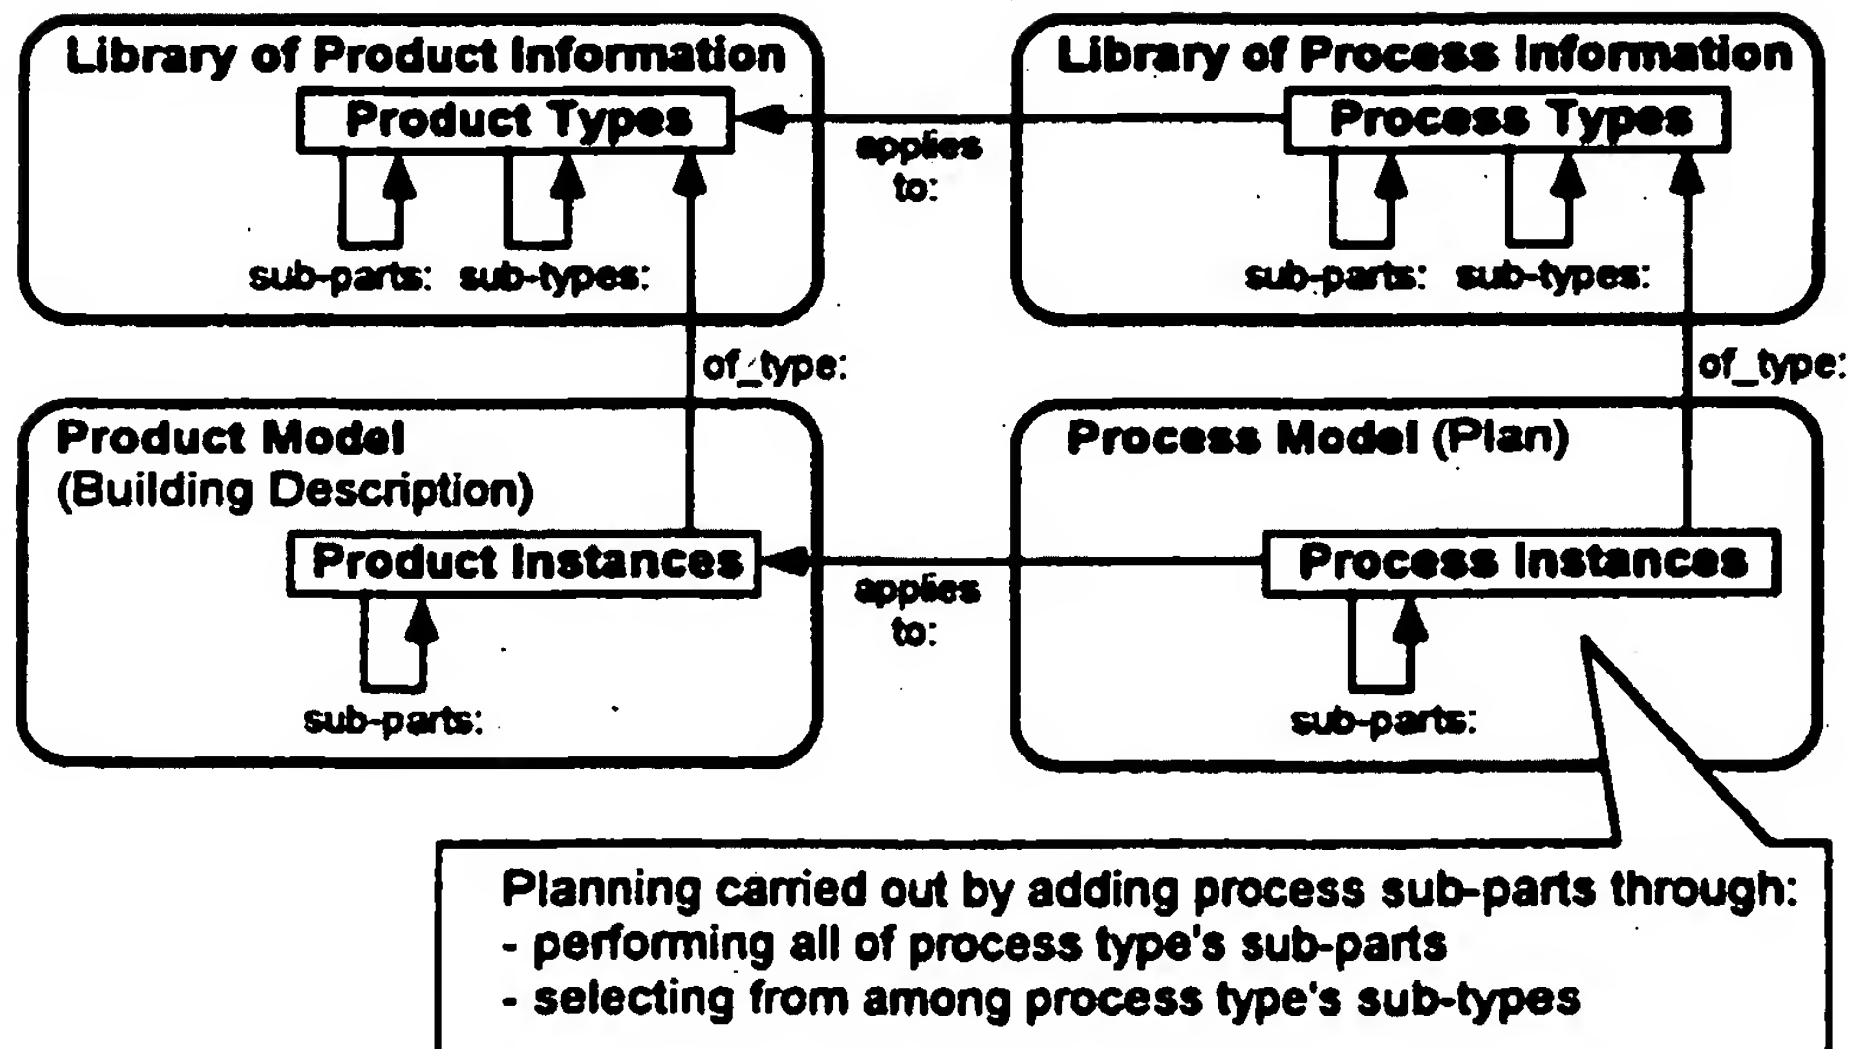 Library of Product Information
Product Types
sub-parts: sub-types:
applies
to:
Library of Process Information
Process Types
sub-parts: sub-types:
of_type:
of_type:
Product Model
(Building Description)
Product Instances
sub-parts:
applies
to:
Process Model (Plan)
Process Instances
sub-parts:
Planning carried out by adding process sub-parts through:
- performing all of process type's sub-parts
- selecting from among process type's sub-types